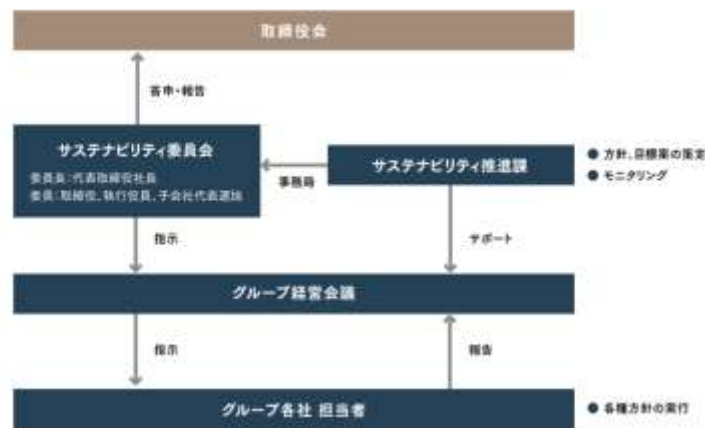 取締役会
答申・報告
サステナビリティ委員会
委員長:代表取締役社長
委員:取締役、執行役員、子会社代表選抜
事務局
サステナビリティ推進課
● 方針、目標案の策定
● モニタリング
指示
サポート
グループ経営会議
指示
報告
グループ各社 担当者
● 各種方針の実行